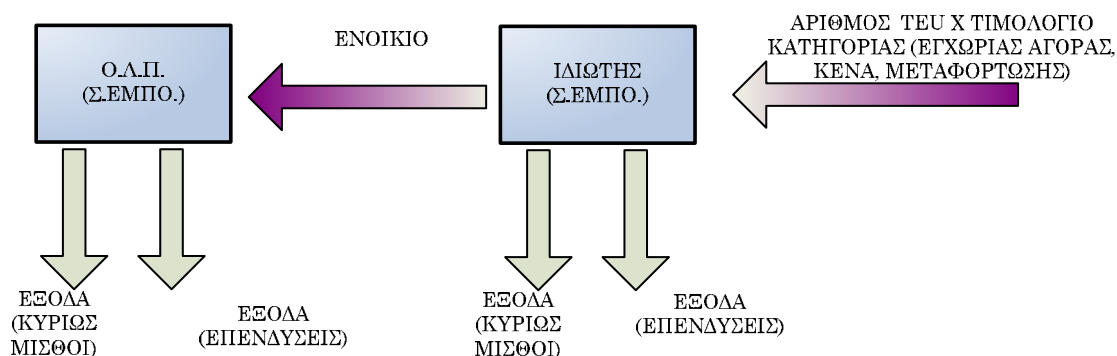 ΑΡΙΘΜΟΣ TEU X ΤΙΜΟΛΟΓΙΟ
ΚΑΤΗΓΟΡΙΑΣ (ΕΓΧΩΡΙΑΣ ΑΓΟΡΑΣ,
ΚΕΝΑ, ΜΕΤΑΦΟΡΤΩΣΗΣ)
ΕΝΟΙΚΙΟ
Ο.Λ.Π.
(Σ.ΕΜΠΟ.)
ΙΔΙΩΤΗΣ
(Σ.ΕΜΠΟ.)
ΕΞΟΔΑ
(ΚΥΡΙΩΣ
ΜΙΣΘΟΙ)
ΕΞΟΔΑ
(ΕΠΕΝΔΥΣΕΙΣ)
ΕΞΟΔΑ
(ΚΥΡΙΩΣ
ΜΙΣΘΟΙ)
ΕΞΟΔΑ
(ΕΠΕΝΔΥΣΕΙΣ)